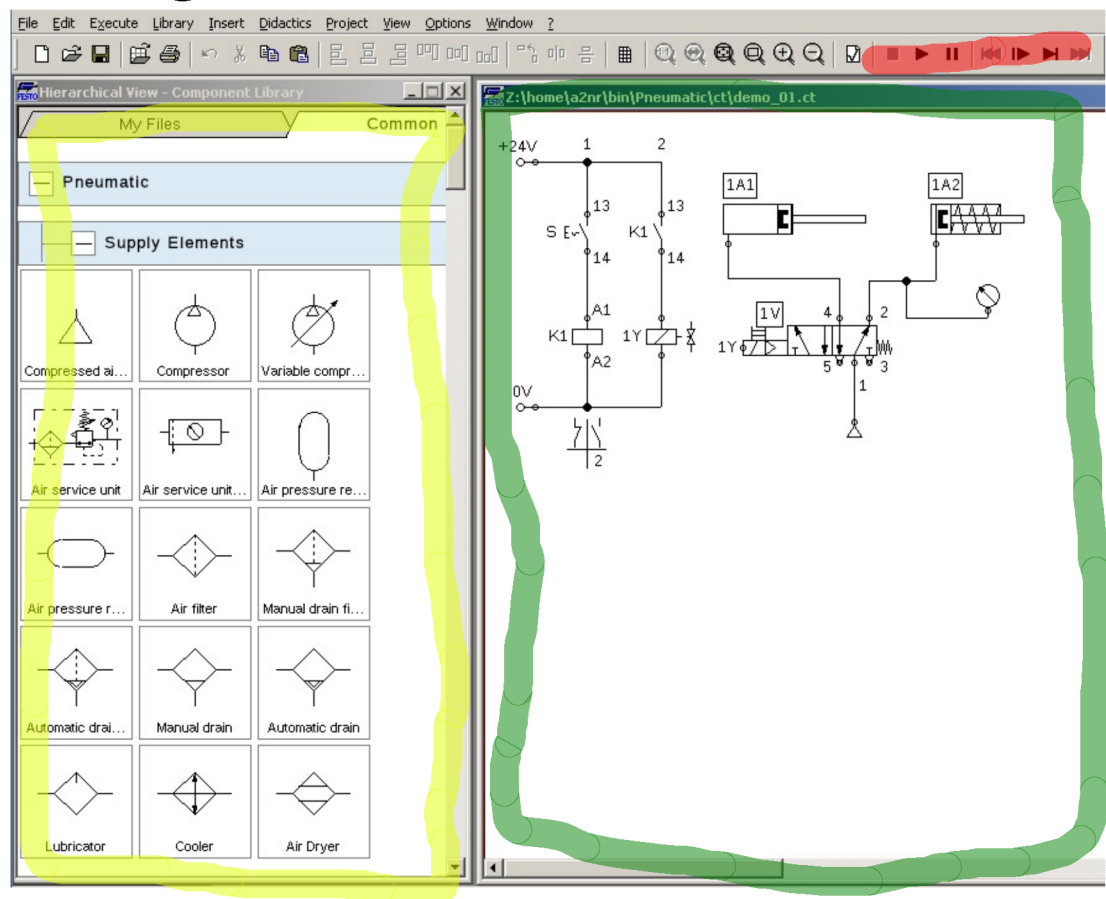 File Edit Execute Library Insert Didactics Project View Options Window ?
FESTO Hierarchical View - Component Library
FESTO Z:\home\a2nr\bin\Pneumatic\ct\demo_01.ct
My Files Common
Pneumatic
Supply Elements
Compressed ai... Compressor Variable compr...
Air service unit Air service unit... Air pressure re...
Air pressure r... Air filter Manual drain fi...
Automatic drai... Manual drain Automatic drain
Lubricator Cooler Air Dryer
+24V 1 2
1A1 1A2
13 13
S K1
14 14
1V 4 2
A1
K1 1Y 1Y
A2 5 3
1
0V
2